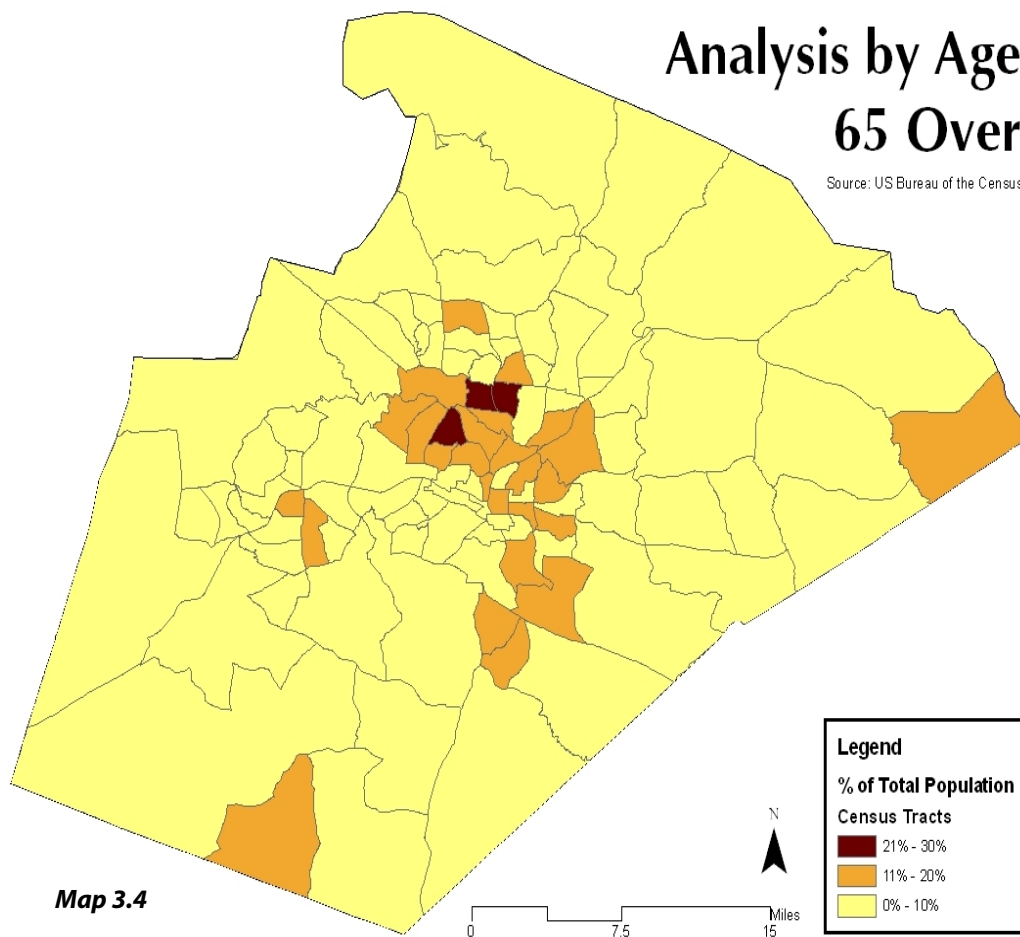 Analysis by Age
65 Over
Source: US Bureau of the Census
Legend
% of Total Population
Census Tracts
21% - 30%
11% - 20%
0% - 10%
N
Miles
0 7.5 15
Map 3.4